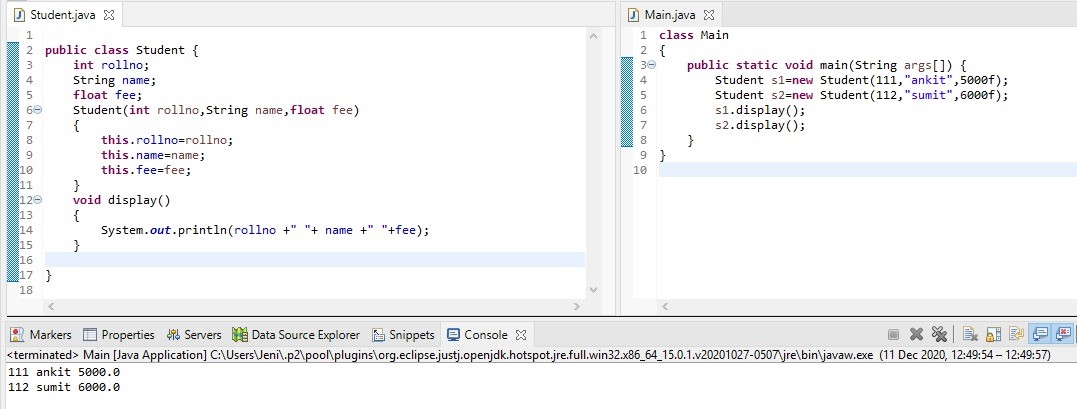 Student.java
1
2 public class Student {
3     int rollno;
4     String name;
5     float fee;
6     Student(int rollno,String name,float fee)
7     {
8         this.rollno=rollno;
9         this.name=name;
10         this.fee=fee;
11     }
12     void display()
13     {
14         System.out.println(rollno +" "+ name +" "+fee);
15     }
16
17 }
18
Main.java
1 class Main
2 {
3     public static void main(String args[]) {
4         Student s1=new Student(111,"ankit",5000f);
5         Student s2=new Student(112,"sumit",6000f);
6         s1.display();
7         s2.display();
8     }
9 }
10
Markers Properties Servers Data Source Explorer Snippets Console
<terminated> Main [Java Application] C:\Users\Jeni\.p2\pool\plugins\org.eclipse.justj.openjdk.hotspot.jre.full.win32.x86_64_15.0.1.v20201027-0507\jre\bin\javaw.exe (11 Dec 2020, 12:49:54 – 12:49:57)
111 ankit 5000.0
112 sumit 6000.0